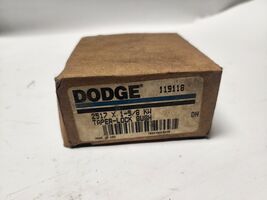 DODGE
119118
2517 X 1-5/8 KW
TAPER-LOCK BUSH